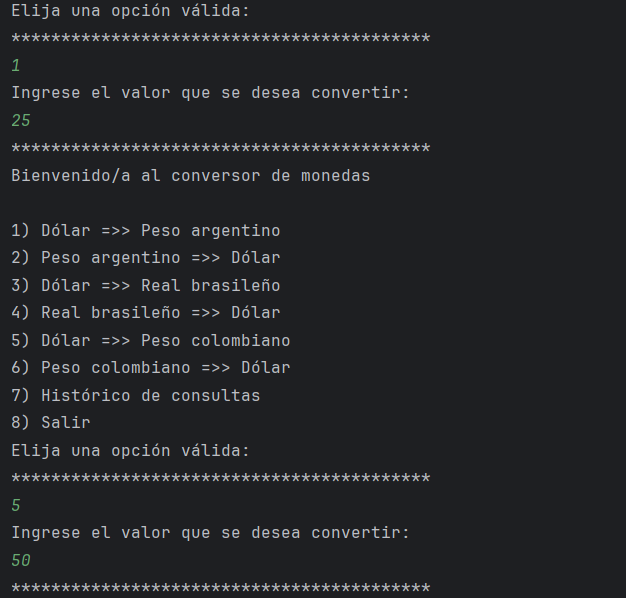 Elija una opción válida:
******************************************
1
Ingrese el valor que se desea convertir:
25
******************************************
Bienvenido/a al conversor de monedas
1) Dólar =>> Peso argentino
2) Peso argentino =>> Dólar
3) Dólar =>> Real brasileño
4) Real brasileño =>> Dólar
5) Dólar =>> Peso colombiano
6) Peso colombiano =>> Dólar
7) Histórico de consultas
8) Salir
Elija una opción válida:
******************************************
5
Ingrese el valor que se desea convertir:
50
******************************************